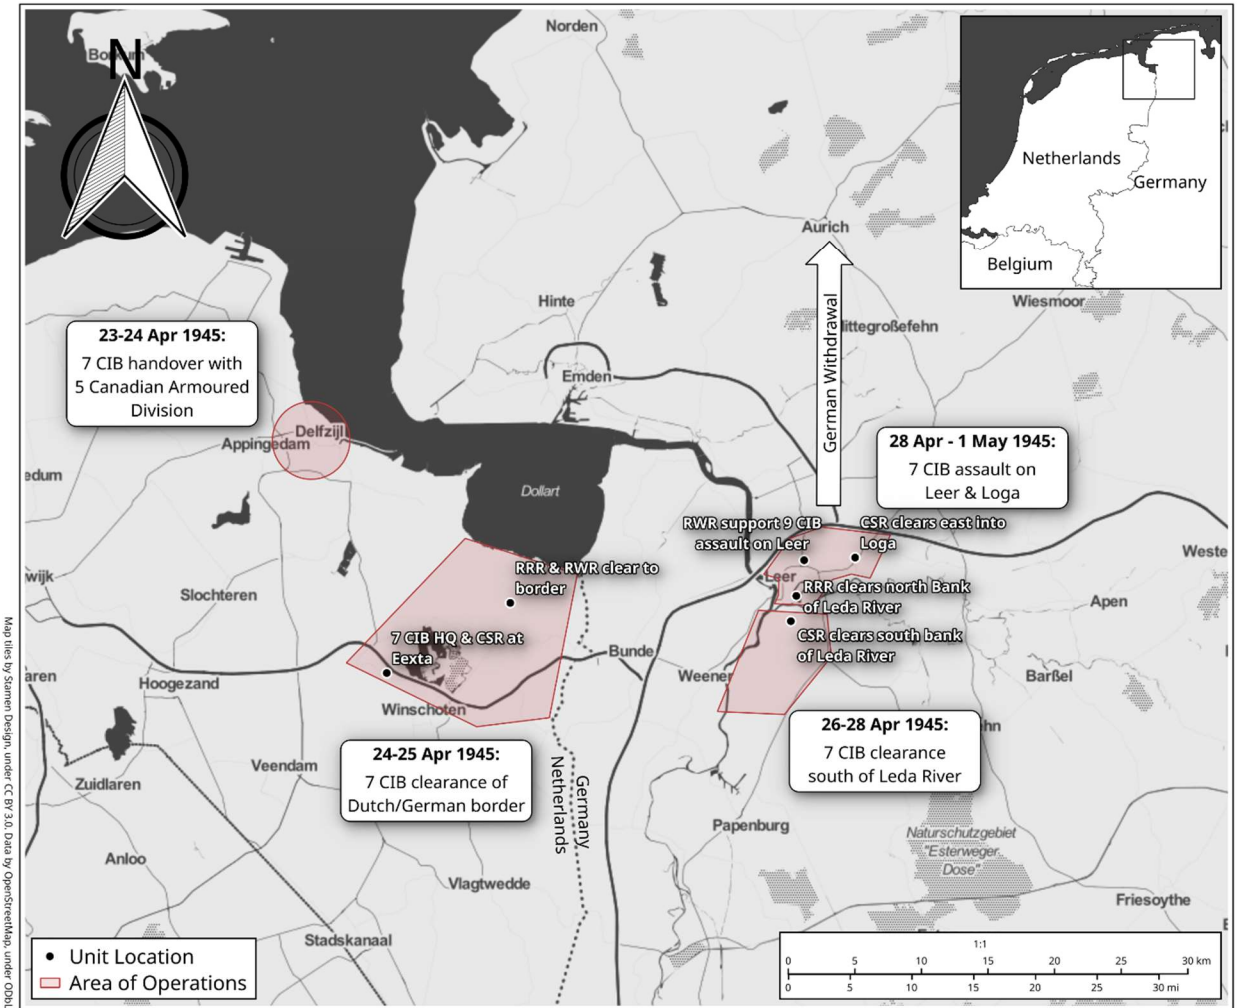 Norden
Borkum
N
Netherlands
Germany
Belgium
Aurich
Hinte
Wiesmoor
ittegroßefehn
German Withdrawal
23-24 Apr 1945:
7 CIB handover with
5 Canadian Armoured
Division
Emden
Delfzijl
Appingedam
edum
28 Apr - 1 May 1945:
7 CIB assault on
Leer & Loga
Dollart
RWR support 9 CIB
assault on Leer
CSR clears east into
Loga
Weste
RRR & RWR clear to
border
Leer
wijk
Slochteren
RRR clears north Bank
of Leda River
Apen
7 CIB HQ & CSR at
Eexta
CSR clears south bank
of Leda River
Bunde
aren
Hoogezand
Weener
Barßel
Winschoten
26-28 Apr 1945:
7 CIB clearance
south of Leda River
ehn
24-25 Apr 1945:
7 CIB clearance of
Dutch/German border
Veendam
Zuidlaren
Netherlands
Germany
Papenburg
Naturschutzgebiet
"Esterweger
Dose"
Anloo
Vlagtwedde
Friesoythe
Stadskanaal
Unit Location
Area of Operations
1:1
0 5 10 15 20 25 30 km
0 5 10 15 20 25 30 mi
Map tiles by Stamen Design, under CC BY 3.0. Data by OpenStreetMap, under ODbL